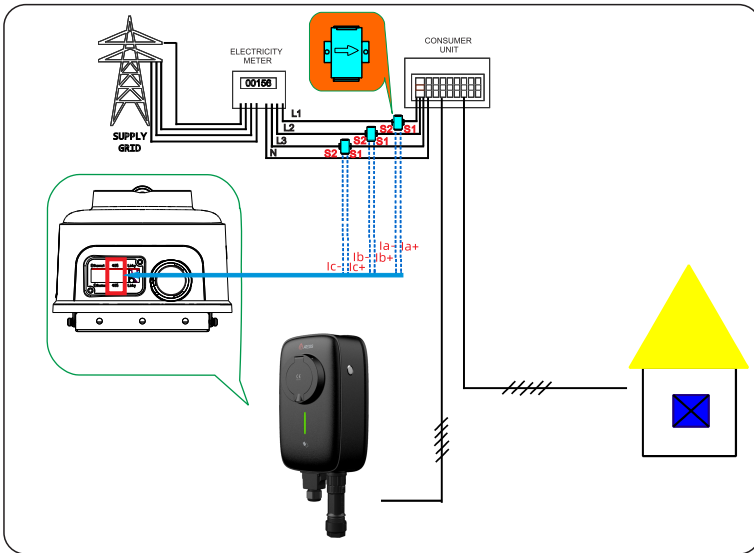 ELECTRICITY
METER
CONSUMER
UNIT
00156
L1
L2
L3
N
S2
S1
S2
S1
S2
S1
SUPPLY
GRID
Ia-
Ia+
Ib-
Ib+
Ic-
Ic+